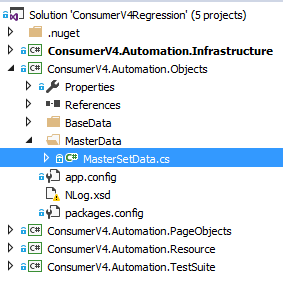 Solution 'ConsumerV4Regression' (5 projects)
.nuget
C# ConsumerV4.Automation.Infrastructure
C# ConsumerV4.Automation.Objects
Properties
References
BaseData
MasterData
C# MasterSetData.cs
app.config
NLog.xsd
packages.config
C# ConsumerV4.Automation.PageObjects
C# ConsumerV4.Automation.Resource
C# ConsumerV4.Automation.TestSuite